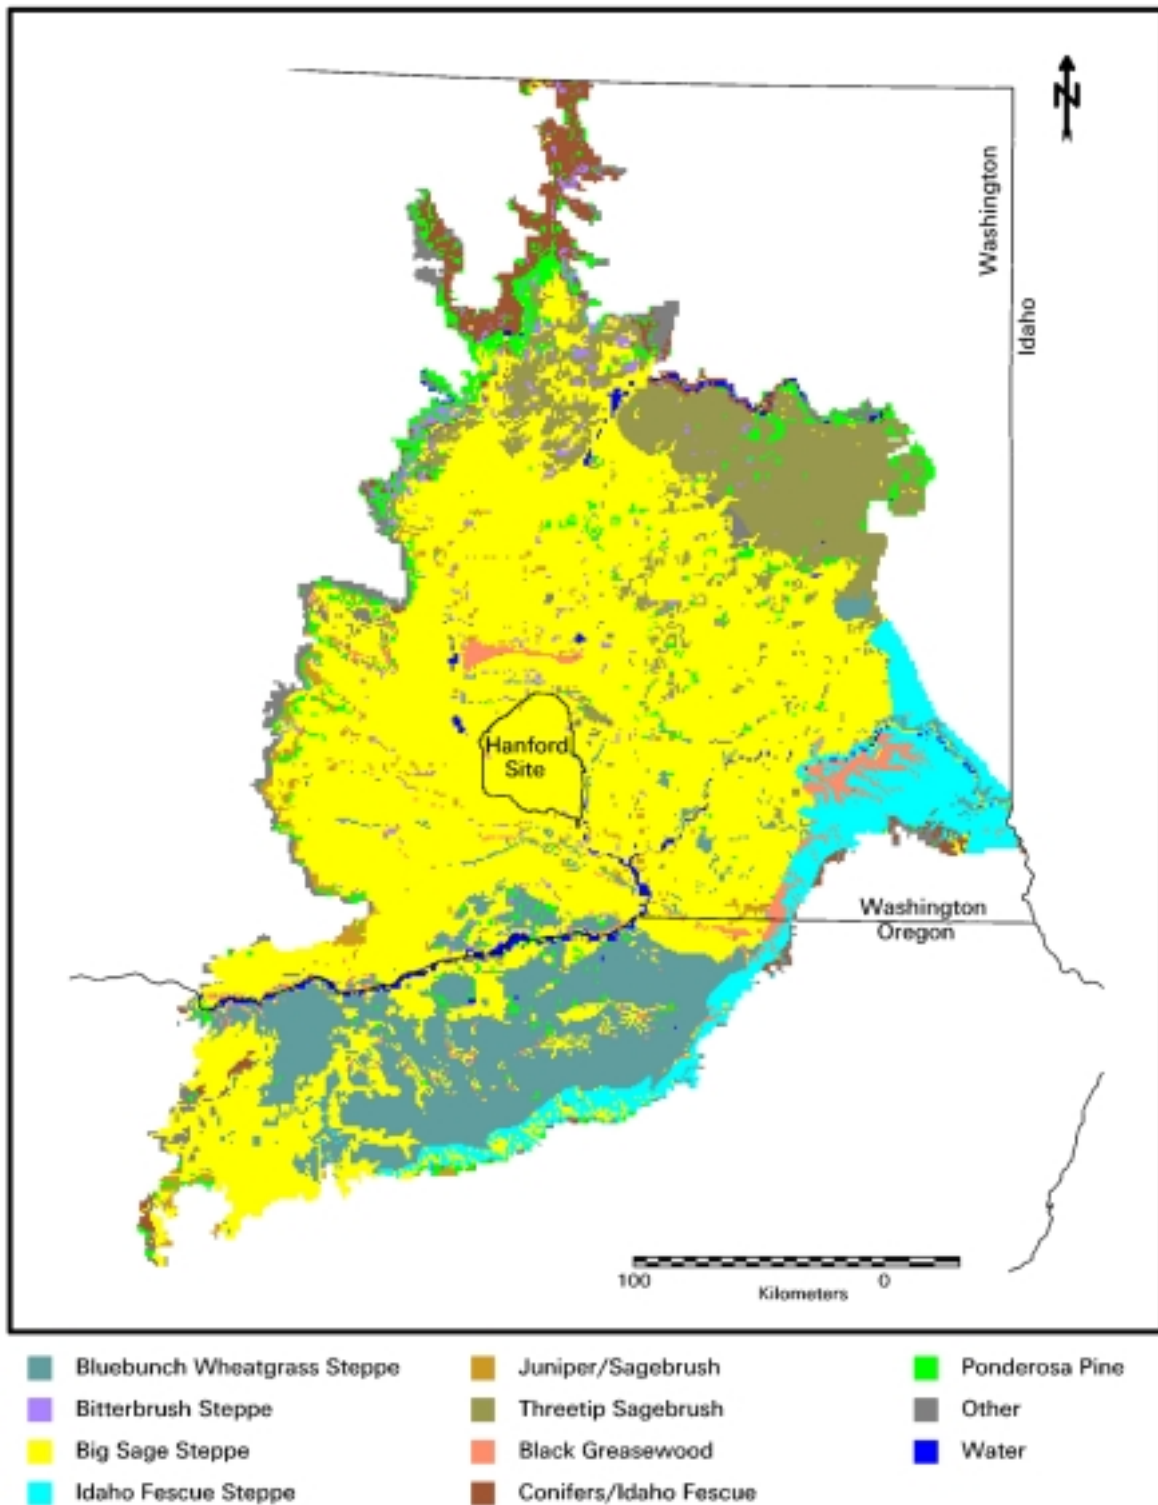 N
Washington
Idaho
Hanford
Site
Washington
Oregon
100
0
Kilometers
Bluebunch Wheatgrass Steppe
Bitterbrush Steppe
Big Sage Steppe
Idaho Fescue Steppe
Juniper/Sagebrush
Threetip Sagebrush
Black Greasewood
Conifers/Idaho Fescue
Ponderosa Pine
Other
Water